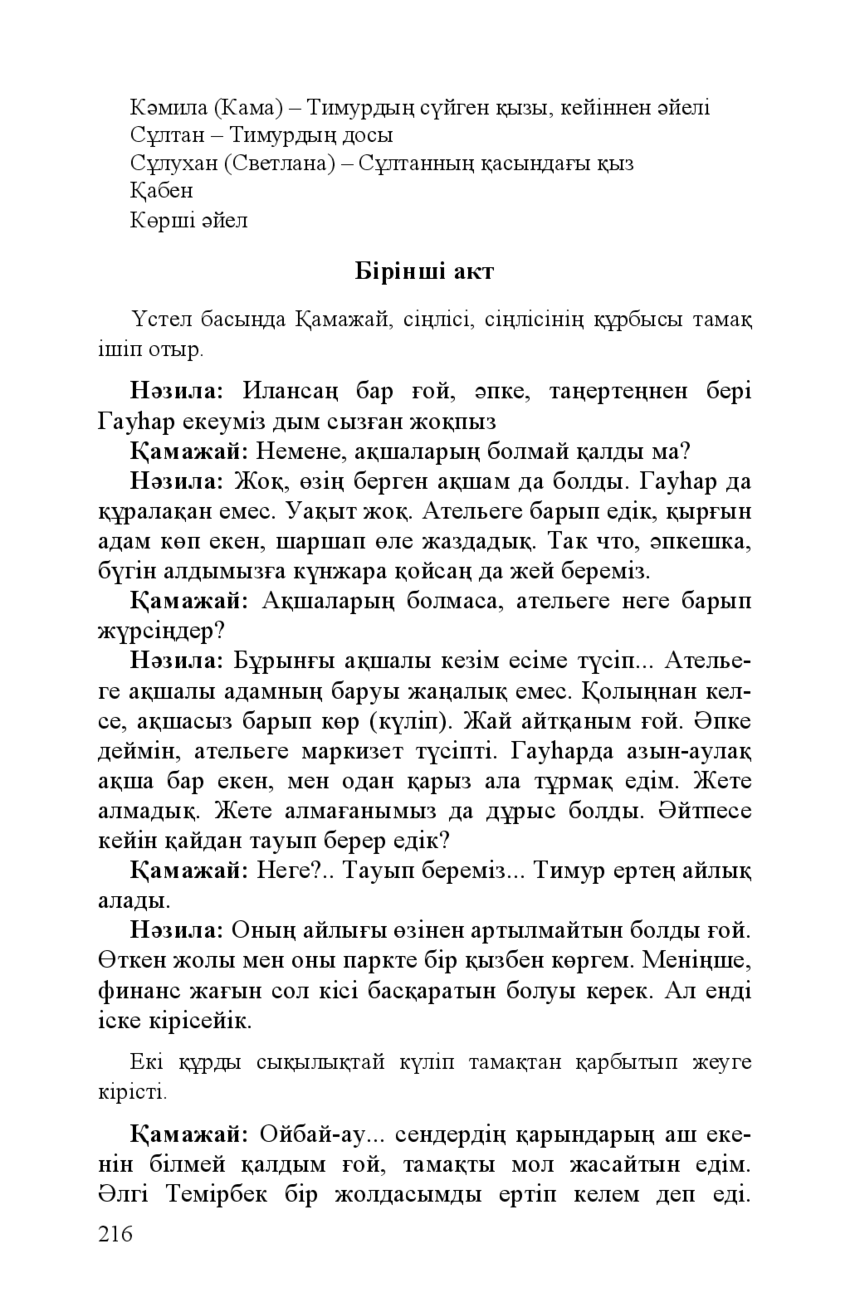 Кәмила (Кама) – Тимурдың сүйген қызы, кейіннен әйелі
Сұлтан – Тимурдың досы
Сұлухан (Светлана) – Сұлтанның қасындағы қыз
Қабен
Көрші әйел
Бірінші акт
Үстел басында Қамажай, сіңлісі, сіңлісінің құрбысы тамақ
ішіп отыр.
Нәзила: Илансаң бар ғой, әпке, таңертеңнен бері
Гауһар екеуміз дым сызған жоқпыз
Қамажай: Немене, ақшаларың болмай қалды ма?
Нәзила: Жоқ, өзің берген ақшам да болды. Гауһар да
құралақан емес. Уақыт жоқ. Ательеге барып едік, қырғын
адам көп екен, шаршап өле жаздадық. Так что, әпкешка,
бүгін алдымызға күнжара қойсаң да жей береміз.
Қамажай: Ақшаларың болмаса, ательеге неге барып
жүрсіңдер?
Нәзила: Бұрынғы ақшалы кезім есіме түсіп... Ателье-
ге ақшалы адамның баруы жаңалық емес. Қолыңнан кел-
се, ақшасыз барып көр (күліп). Жай айтқаным ғой. Әпке
деймін, ательеге маркизет түсіпті. Гауһарда азын-аулақ
ақша бар екен, мен одан қарыз ала тұрмақ едім. Жете
алмадық. Жете алмағанымыз да дұрыс болды. Әйтпесе
кейін қайдан тауып берер едік?
Қамажай: Неге?.. Тауып береміз... Тимур ертең айлық
алады.
Нәзила: Оның айлығы өзінен артылмайтын болды ғой.
Өткен жолы мен оны паркте бір қызбен көргем. Меніңше,
финанс жағын сол кісі басқаратын болуы керек. Ал енді
іске кірісейік.
Екі құрды сықылықтай күліп тамақтан қарбытып жеуге
кірісті.
Қамажай: Ойбай-ау... сендердің қарындарың аш еке-
нін білмей қалдым ғой, тамақты мол жасайтын едім.
Әлгі Темірбек бір жолдасымды ертіп келем деп еді.
216